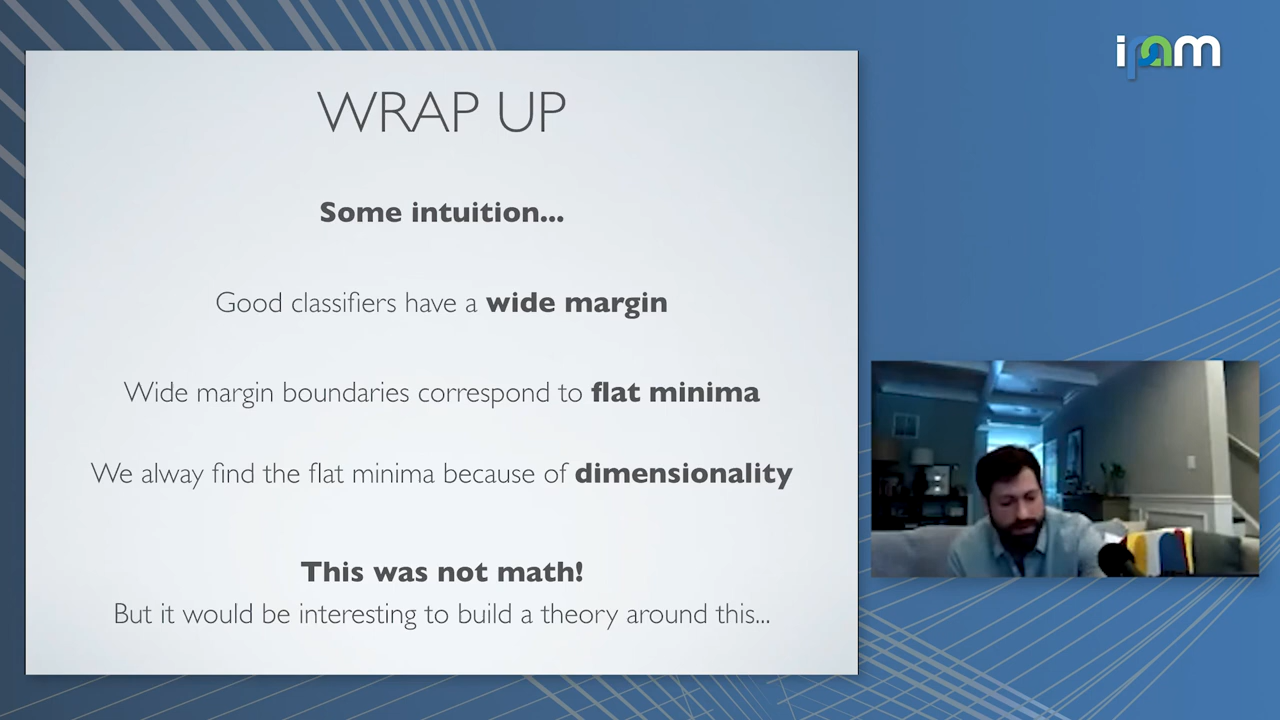 ipam
WRAP UP
Some intuition...
Good classifiers have a wide margin
Wide margin boundaries correspond to flat minima
We alway find the flat minima because of dimensionality
This was not math!
But it would be interesting to build a theory around this...